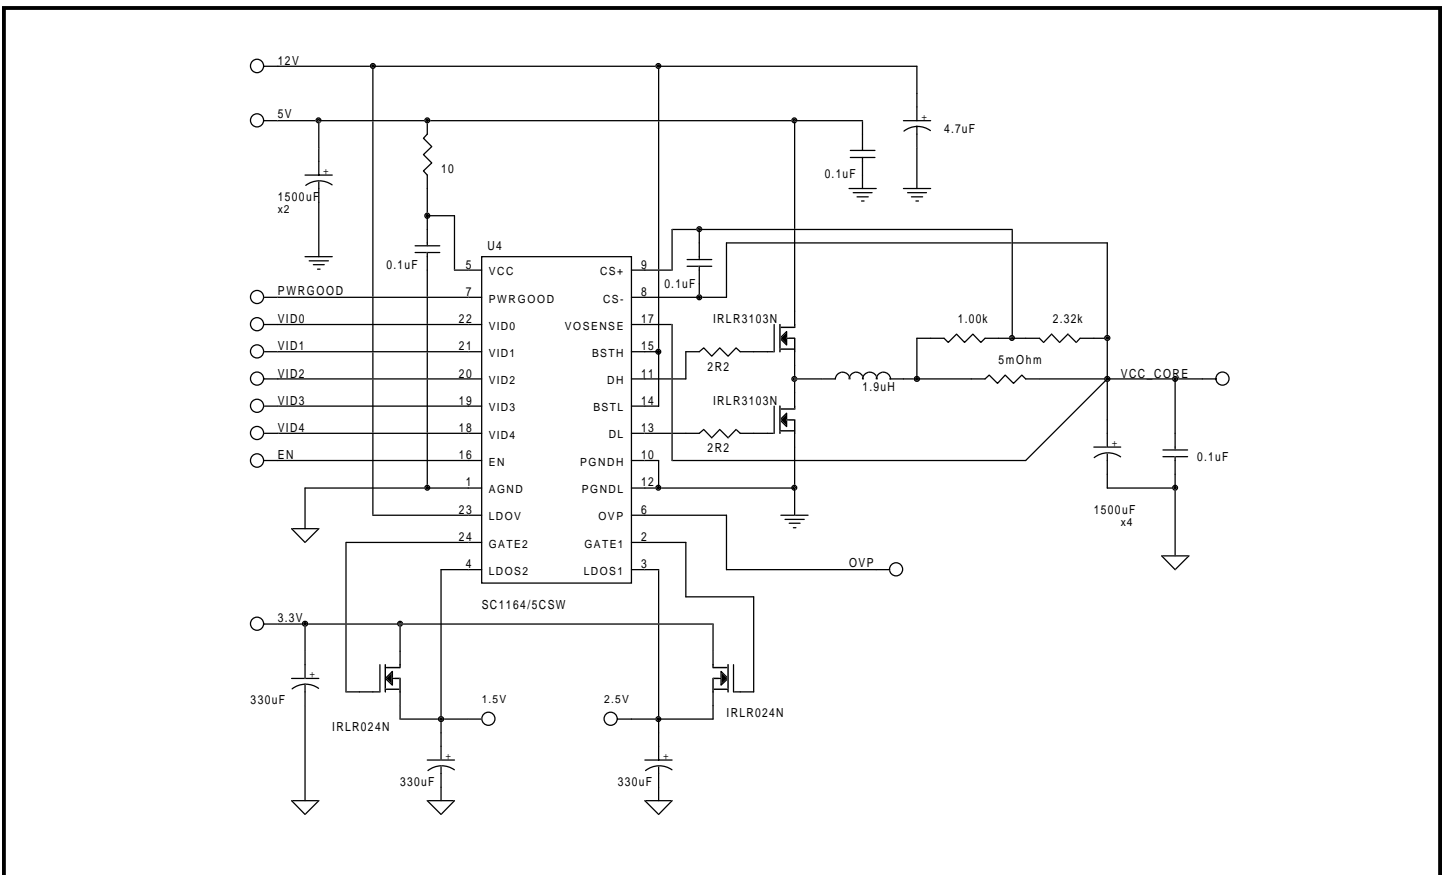 12V
5V
+
4.7uF
+
10
0.1uF
1500uF
x2
U4
0.1uF
5 VCC CS+ 9
0.1uF
PWRGOOD 7 PWRGOOD CS- 8
VID0 22 VID0 VOSENSE 17
IRLR3103N
1.00k 2.32k
VID1 21 VID1 BSTH 15
2R2
5mOhm
VID2 20 VID2 DH 11
1.9uH
VCC_CORE
VID3 19 VID3 BSTL 14
IRLR3103N
VID4 18 VID4 DL 13
2R2
+
EN 16 EN PGNDH 10
0.1uF
1 AGND PGNDL 12
1500uF
x4
23 LDOV OVP 6
24 GATE2 GATE1 2
4 LDOS2 LDOS1 3
OVP
SC1164/5CSW
3.3V
+
330uF
1.5V 2.5V
IRLR024N
IRLR024N
+
330uF
+
330uF